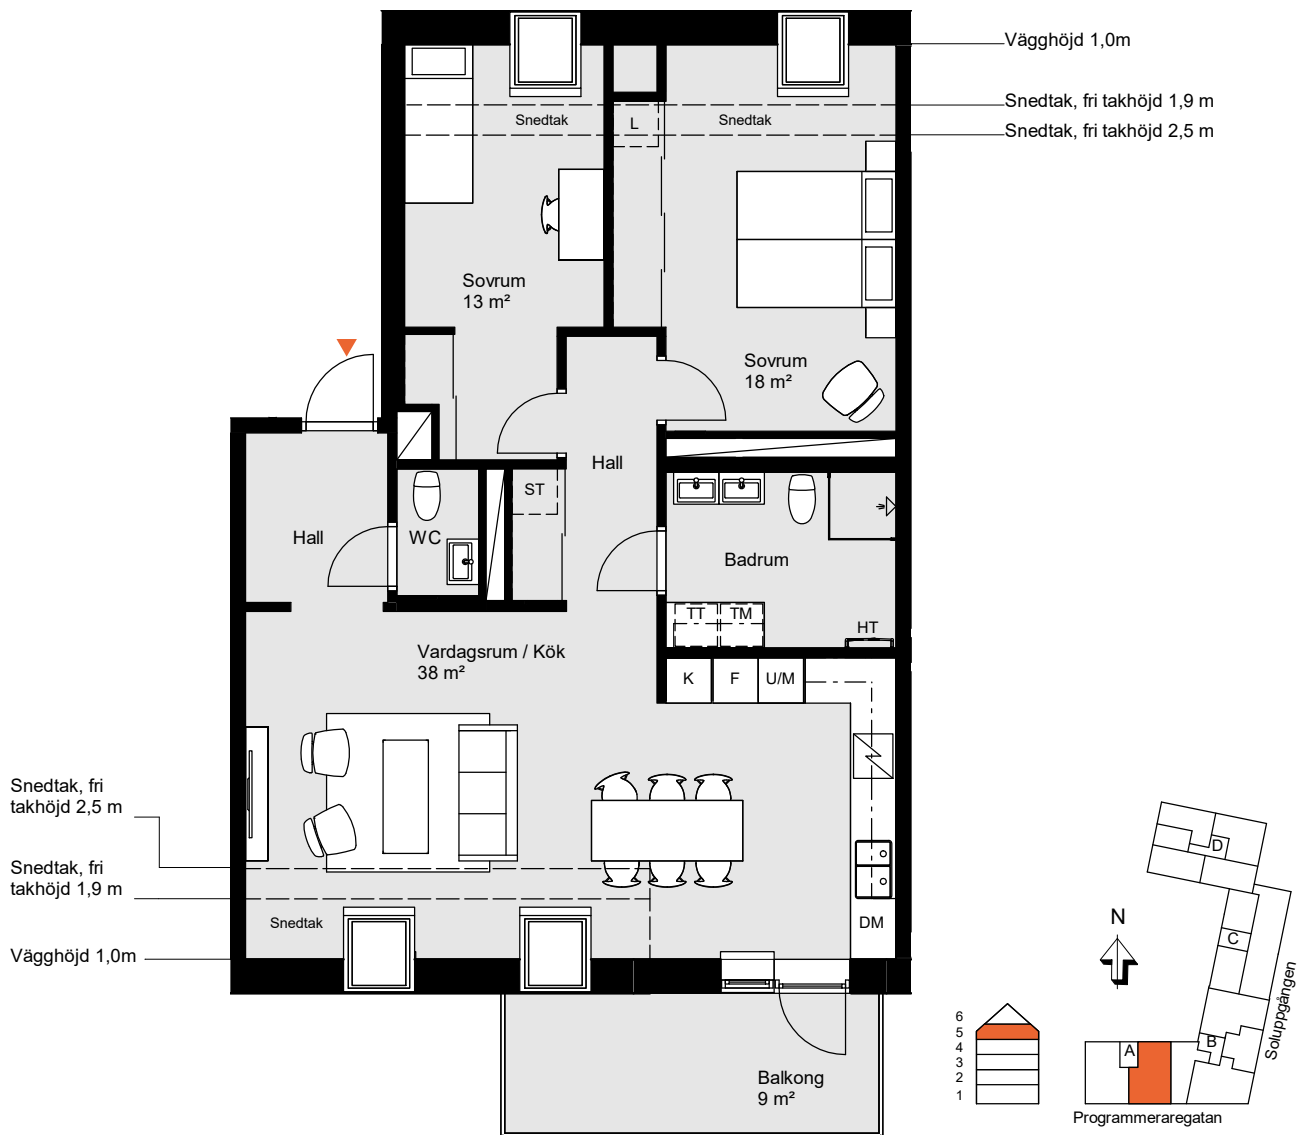 Vägghöjd 1,0m
Snedtak, fri takhöjd 1,9 m
Snedtak, fri takhöjd 2,5 m
Snedtak
L
Snedtak
Sovrum
13 m²
Sovrum
18 m²
Hall
ST
Hall
WC
Badrum
TT
TM
HT
Vardagsrum / Kök
38 m²
K
F
U/M
Snedtak, fri
takhöjd 2,5 m
Snedtak, fri
takhöjd 1,9 m
Snedtak
DM
Vägghöjd 1,0m
Balkong
9 m²
6
5
4
3
2
1
N
D
C
B
A
Soluppgången
Programmeraregatan